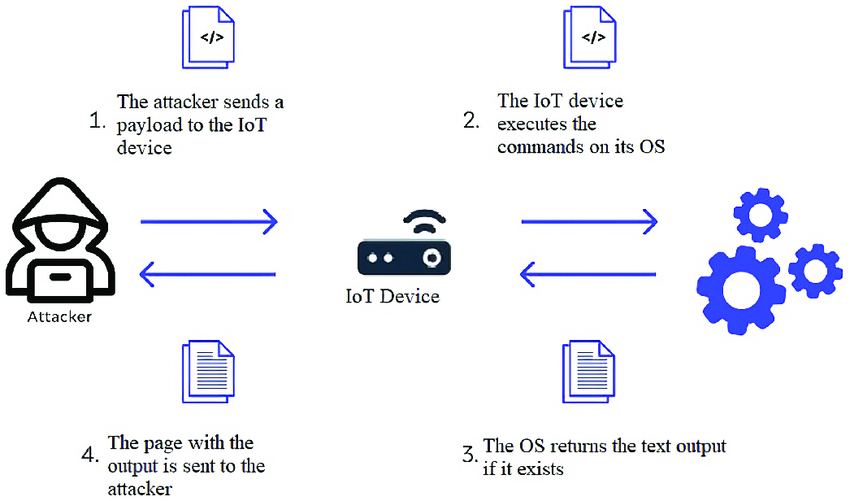 </>
</>
1. The attacker sends a
payload to the IoT
device
2. The IoT device
executes the
commands on its OS
IoT Device
Attacker
4. The page with the
output is sent to the
attacker
3. The OS returns the text output
if it exists